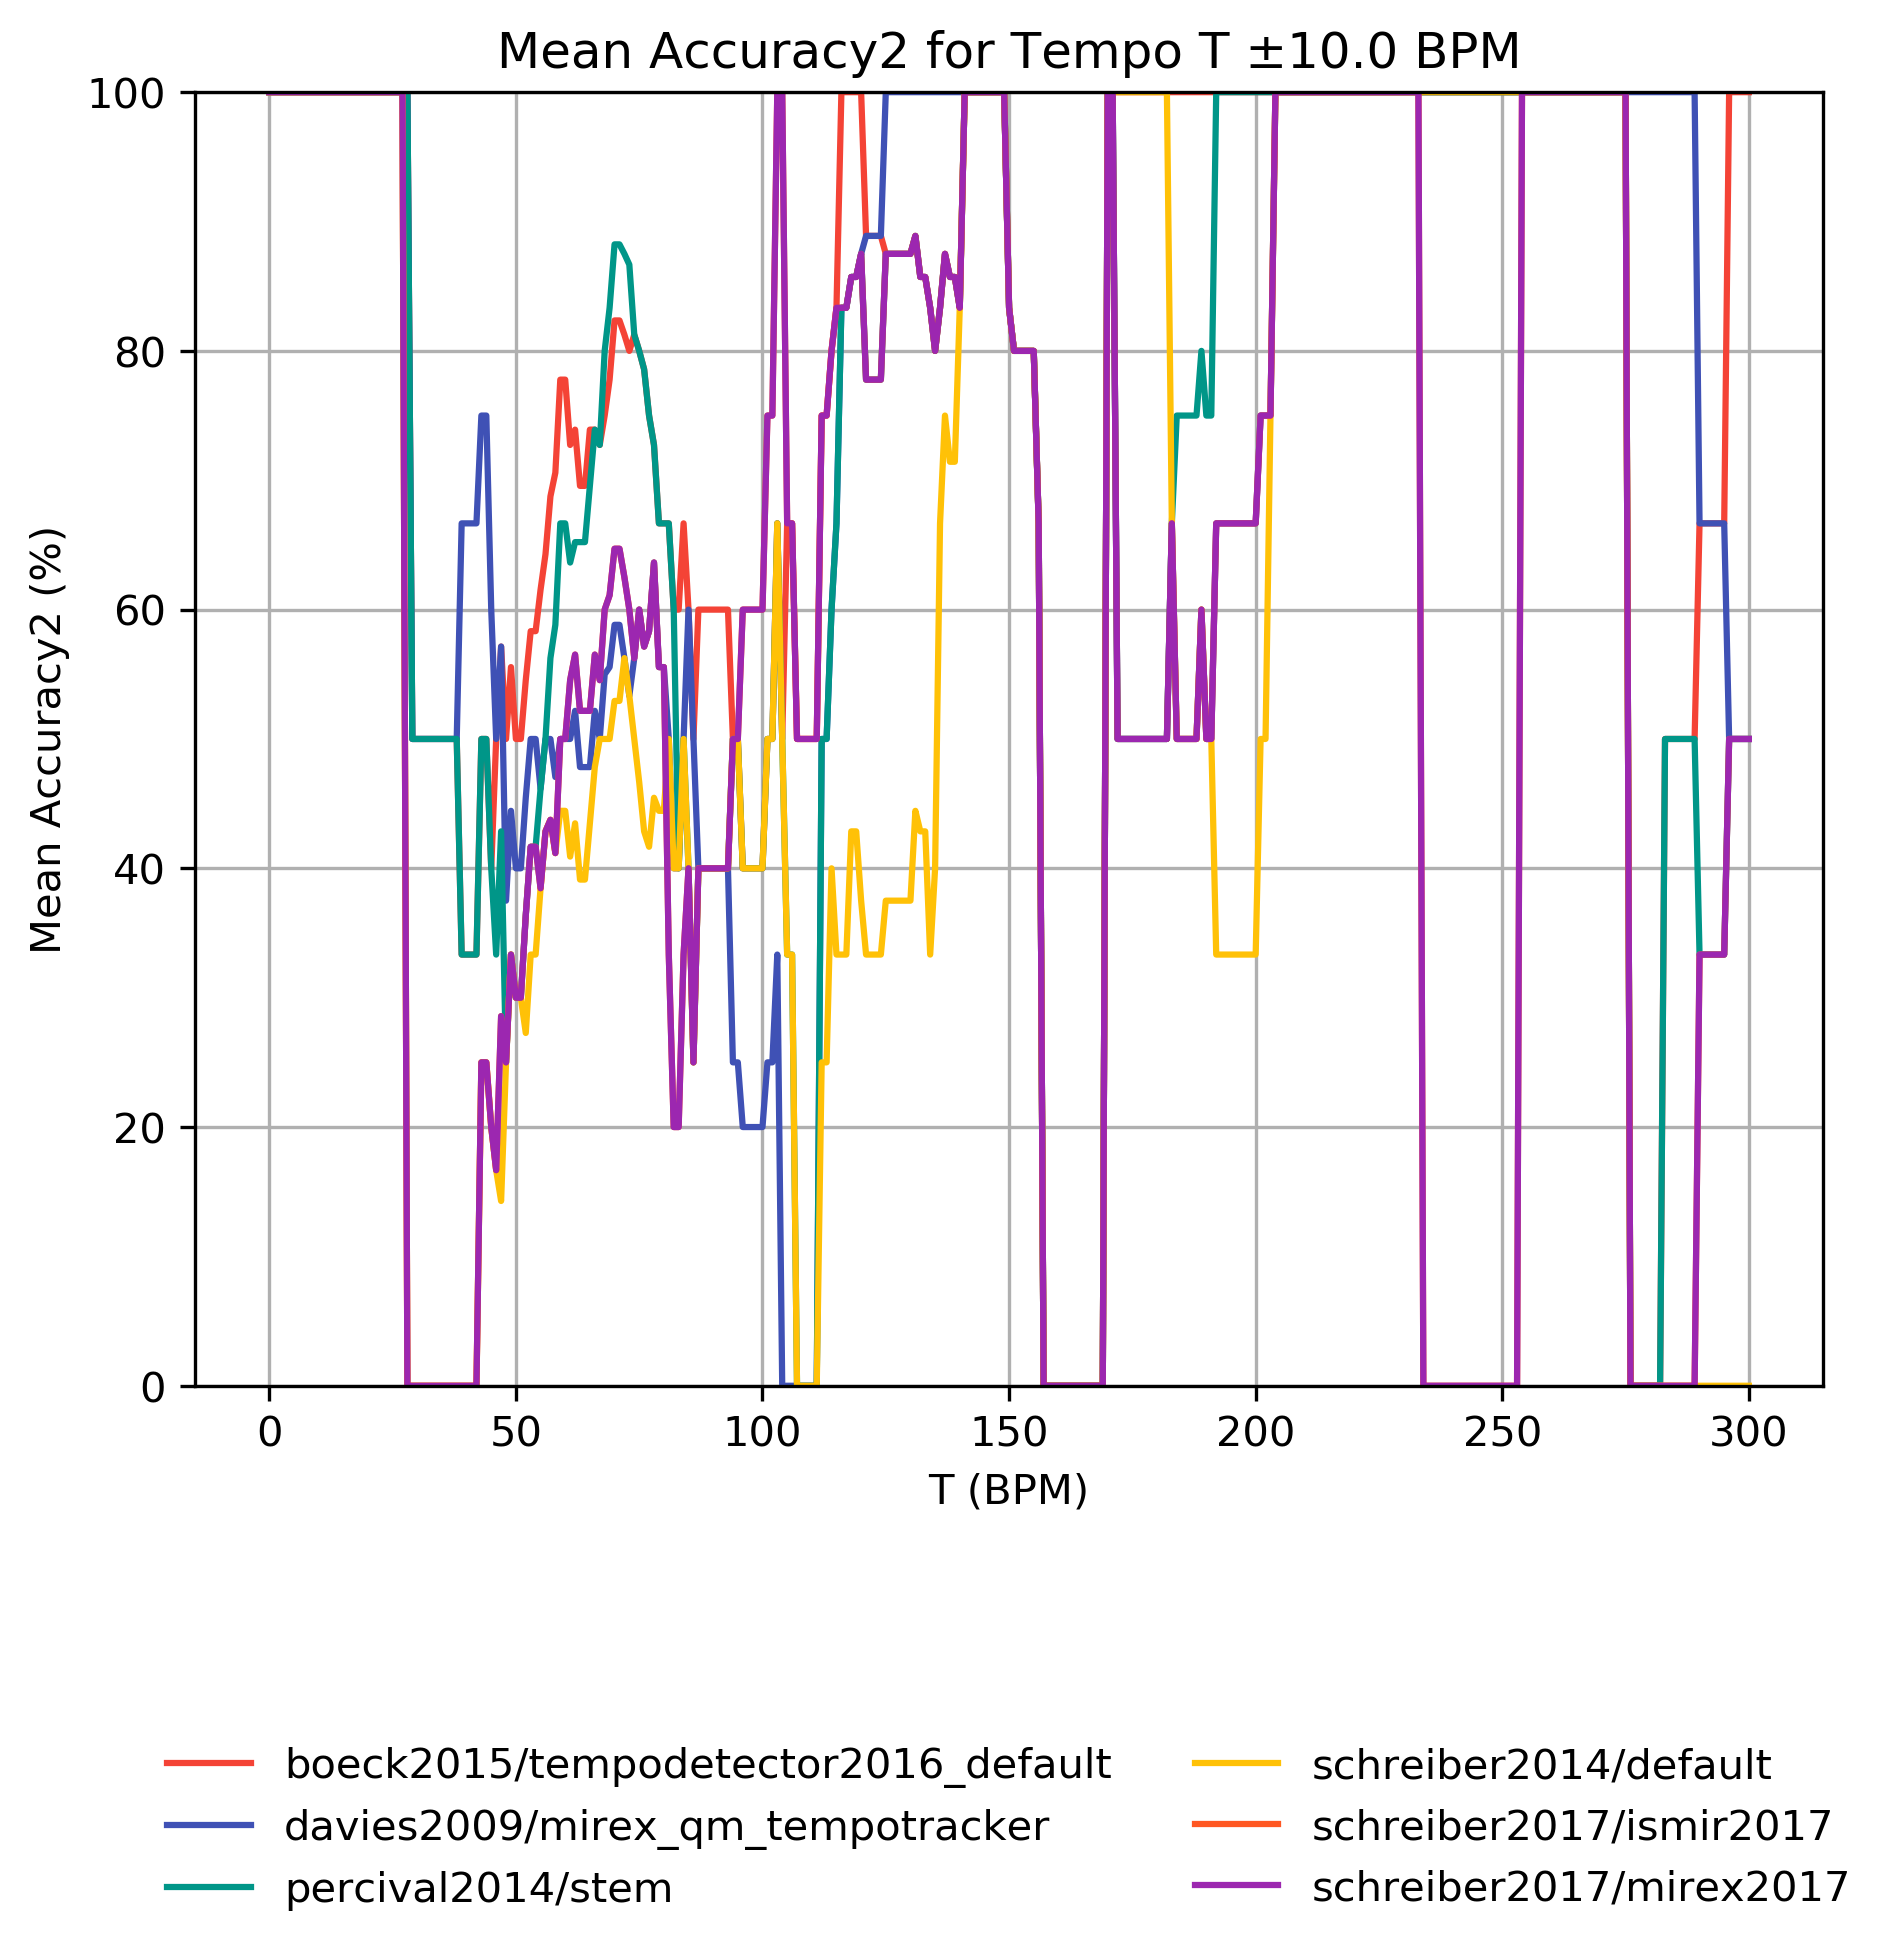 Mean Accuracy2 for Tempo T ±10.0 BPM
100
80
60
40
20
0
Mean Accuracy2 (%)
0 50 100 150 200 250 300
T (BPM)
boeck2015/tempodetector2016_default
davies2009/mirex_qm_tempotracker
percival2014/stem
schreiber2014/default
schreiber2017/ismir2017
schreiber2017/mirex2017